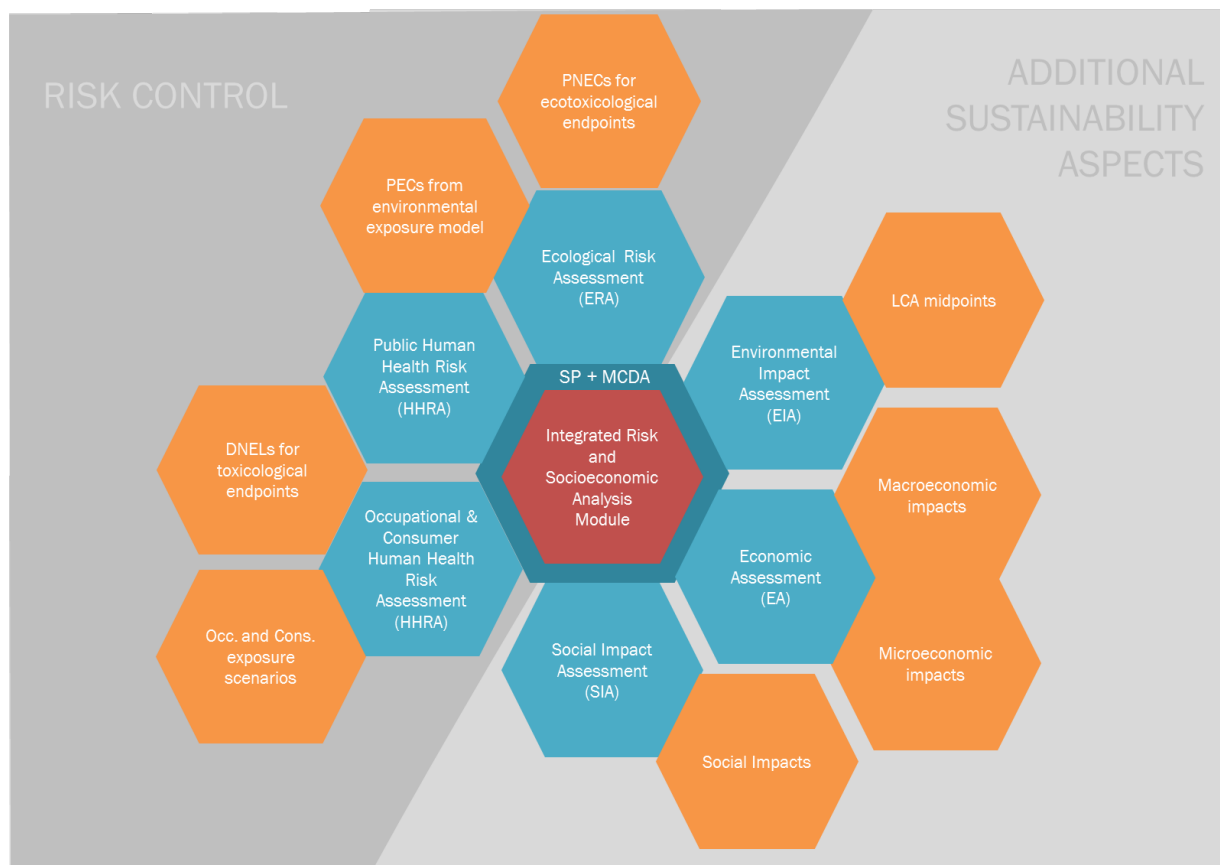 RISK CONTROL
ADDITIONAL
SUSTAINABILITY
ASPECTS
PNECs for
ecotoxicological
endpoints
PECs from
environmental
exposure model
Ecological Risk
Assessment
(ERA)
LCA midpoints
Public Human
Health Risk
Assessment
(HHRA)
Environmental
Impact
Assessment
(EIA)
SP + MCDA
Integrated Risk
and
Socioeconomic
Analysis
Module
DNELs for
toxicological
endpoints
Macroeconomic
impacts
Occupational &
Consumer
Human Health
Risk
Assessment
(HHRA)
Economic
Assessment
(EA)
Occ. and Cons.
exposure
scenarios
Social Impact
Assessment
(SIA)
Microeconomic
impacts
Social Impacts